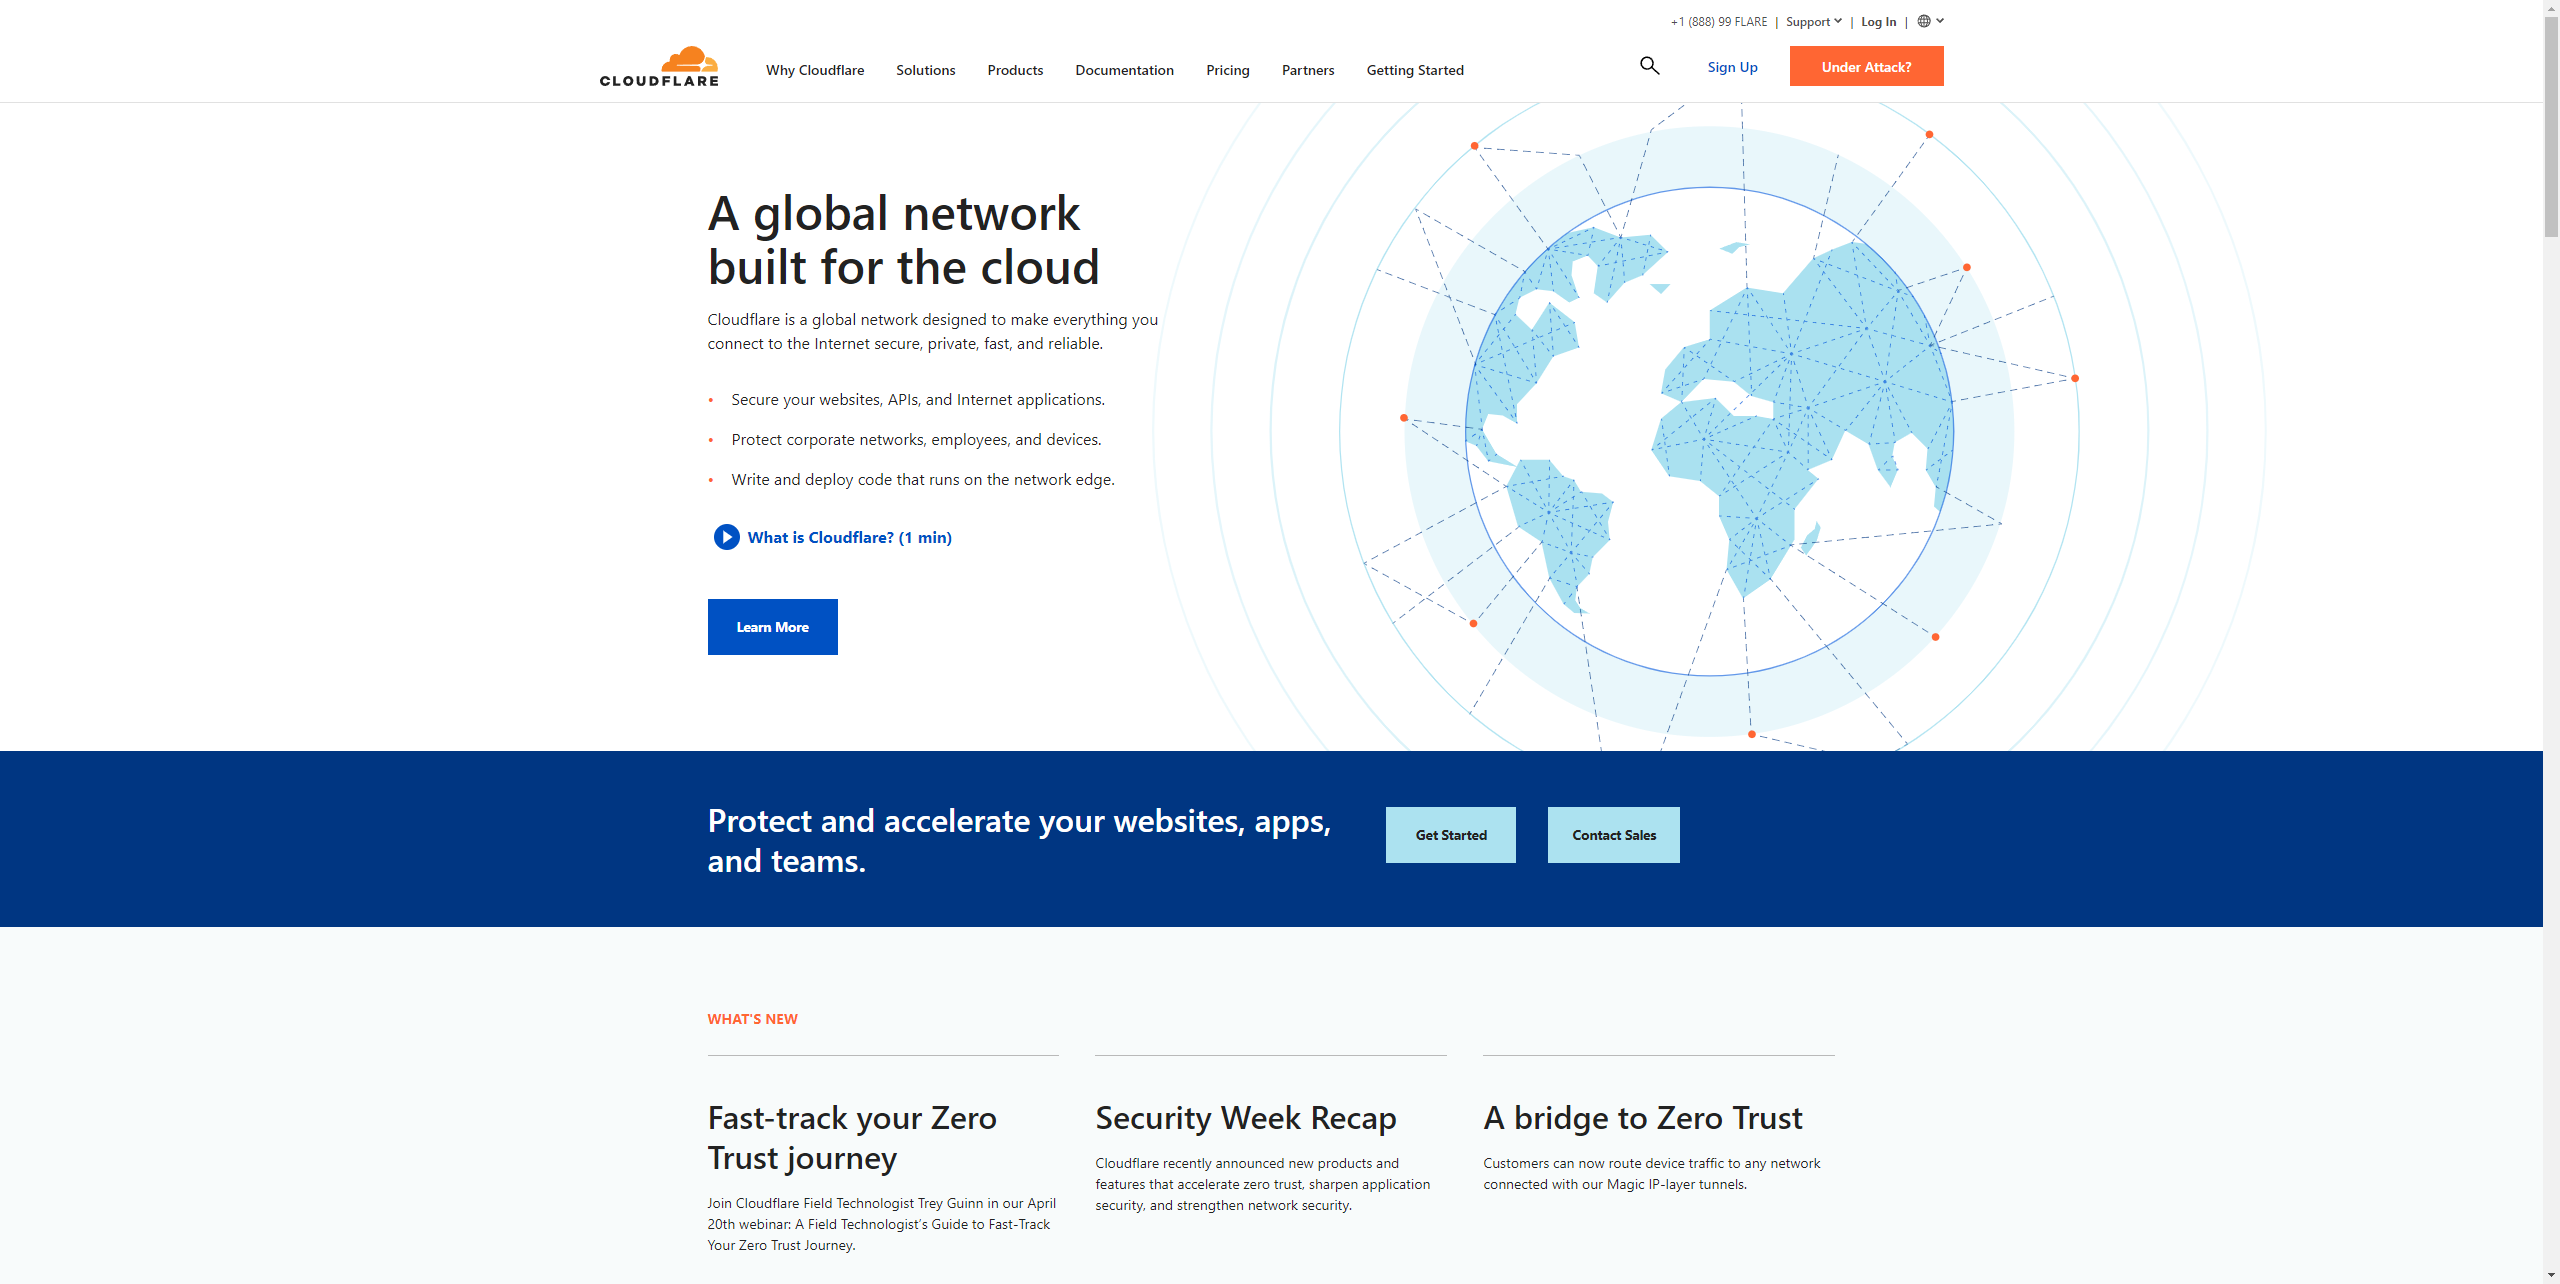 +1 (888) 99 FLARE | Support | Log In |
CLOUDFLARE
Why Cloudflare Solutions Products Documentation Pricing Partners Getting Started Sign Up Under Attack?
A global network
built for the cloud
Cloudflare is a global network designed to make everything you
connect to the Internet secure, private, fast, and reliable.
• Secure your websites, APIs, and Internet applications.
• Protect corporate networks, employees, and devices.
• Write and deploy code that runs on the network edge.
What is Cloudflare? (1 min)
Learn More
Protect and accelerate your websites, apps,
and teams.
Get Started Contact Sales
WHAT'S NEW
Fast-track your Zero
Trust journey
Join Cloudflare Field Technologist Trey Guinn in our April
20th webinar: A Field Technologist’s Guide to Fast-Track
Your Zero Trust Journey.
Security Week Recap
Cloudflare recently announced new products and
features that accelerate zero trust, sharpen application
security, and strengthen network security.
A bridge to Zero Trust
Customers can now route device traffic to any network
connected with our Magic IP-layer tunnels.